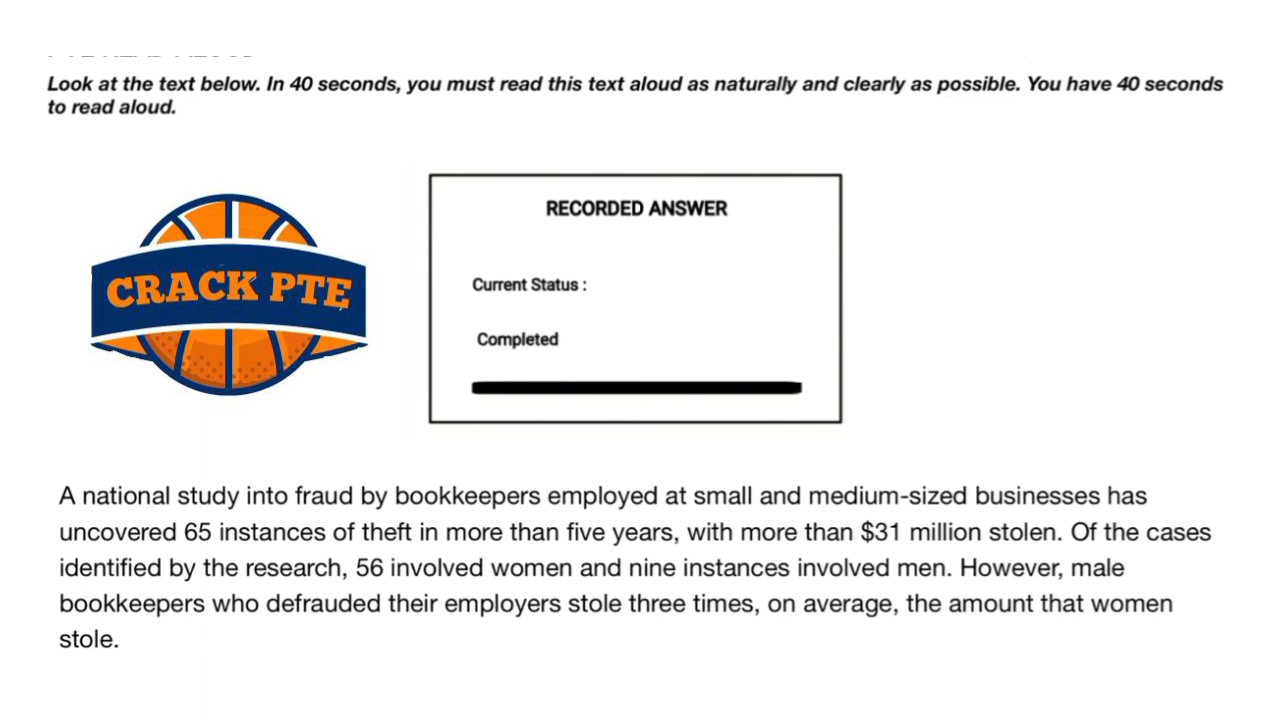 Look at the text below. In 40 seconds, you must read this text aloud as naturally and clearly as possible. You have 40 seconds
to read aloud.
CRACK PTE
RECORDED ANSWER
Current Status :
Completed
A national study into fraud by bookkeepers employed at small and medium-sized businesses has
uncovered 65 instances of theft in more than five years, with more than $31 million stolen. Of the cases
identified by the research, 56 involved women and nine instances involved men. However, male
bookkeepers who defrauded their employers stole three times, on average, the amount that women
stole.